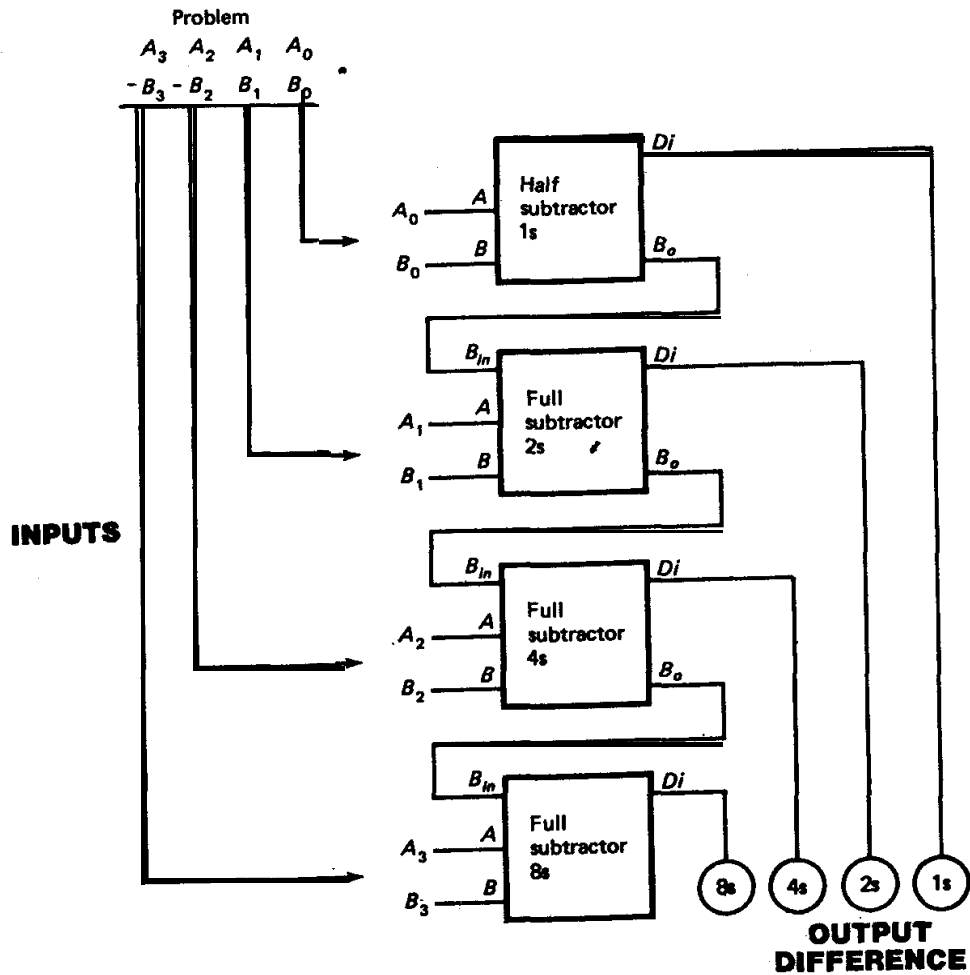 Problem
A₃ A₂ A₁ A₀
-B₃ -B₂ B₁ B₀
Di
Half
subtractor
1s
A₀ A
B₀ B
Bₒ
Bᵢₙ
Di
Full
subtractor
2s
A₁ A
B₁ B
Bₒ
INPUTS
Bᵢₙ
Di
Full
subtractor
4s
A₂ A
B₂ B
Bₒ
Bᵢₙ
Di
Full
subtractor
8s
A₃ A
B₃ B
8s 4s 2s 1s
OUTPUT
DIFFERENCE